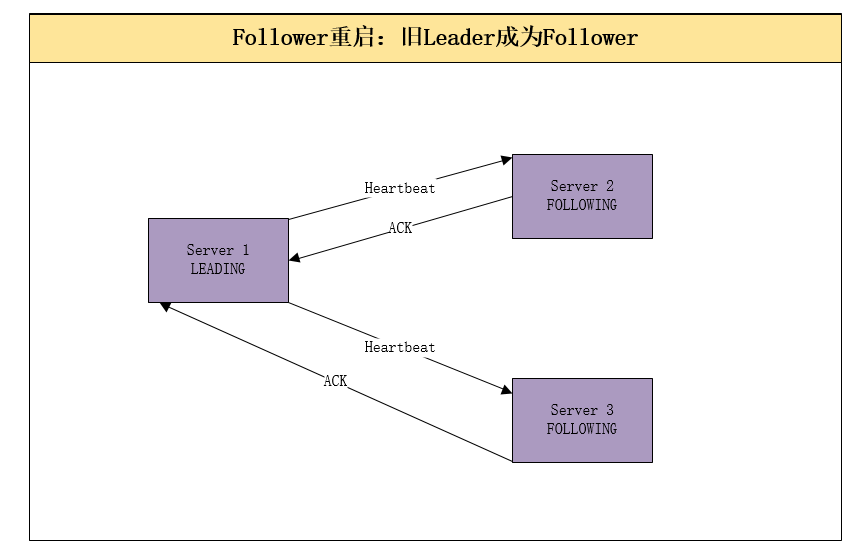 Follower重启：旧Leader成为Follower
Heartbeat
Server 2
FOLLOWING
ACK
Server 1
LEADING
Heartbeat
ACK
Server 3
FOLLOWING